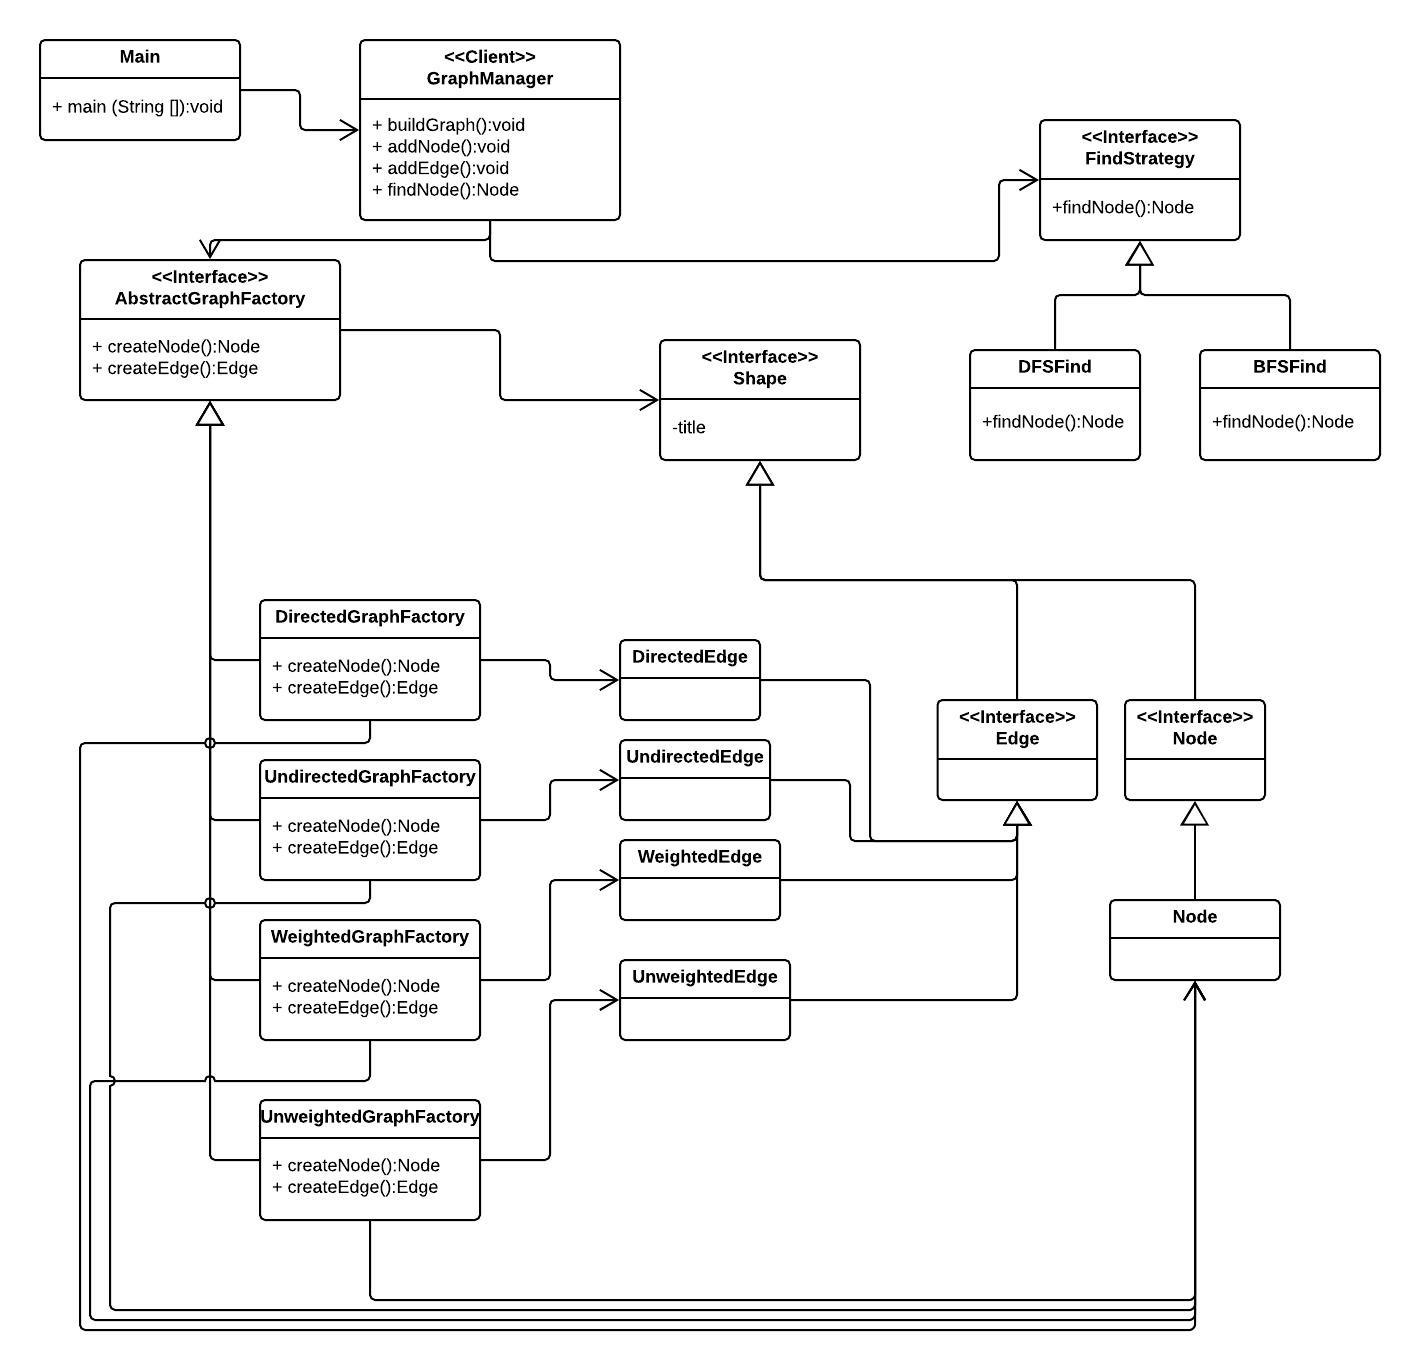 Main
+ main (String []):void
<<Client>>
GraphManager
+ buildGraph():void
+ addNode():void
+ addEdge():void
+ findNode():Node
<<Interface>>
FindStrategy
+findNode():Node
<<Interface>>
AbstractGraphFactory
+ createNode():Node
+ createEdge():Edge
<<Interface>>
Shape
-title
DFSFind
+findNode():Node
BFSFind
+findNode():Node
DirectedGraphFactory
+ createNode():Node
+ createEdge():Edge
DirectedEdge
<<Interface>>
Edge
<<Interface>>
Node
UndirectedGraphFactory
+ createNode():Node
+ createEdge():Edge
UndirectedEdge
WeightedEdge
Node
WeightedGraphFactory
+ createNode():Node
+ createEdge():Edge
UnweightedEdge
UnweightedGraphFactory
+ createNode():Node
+ createEdge():Edge